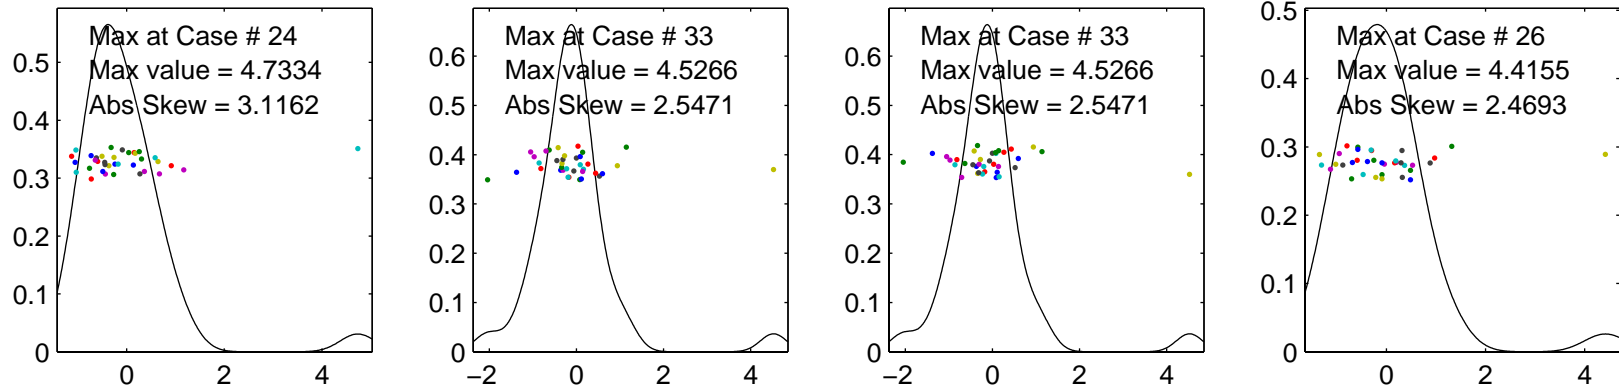 Max at Case # 24
Max value = 4.7334
Abs Skew = 3.1162
0.5
0.4
0.3
0.2
0.1
0
0 2 4
Max at Case # 33
Max value = 4.5266
Abs Skew = 2.5471
0.6
0.5
0.4
0.3
0.2
0.1
0
−2 0 2 4
Max at Case # 33
Max value = 4.5266
Abs Skew = 2.5471
0.6
0.5
0.4
0.3
0.2
0.1
0
−2 0 2 4
Max at Case # 26
Max value = 4.4155
Abs Skew = 2.4693
0.5
0.4
0.3
0.2
0.1
0
0 2 4